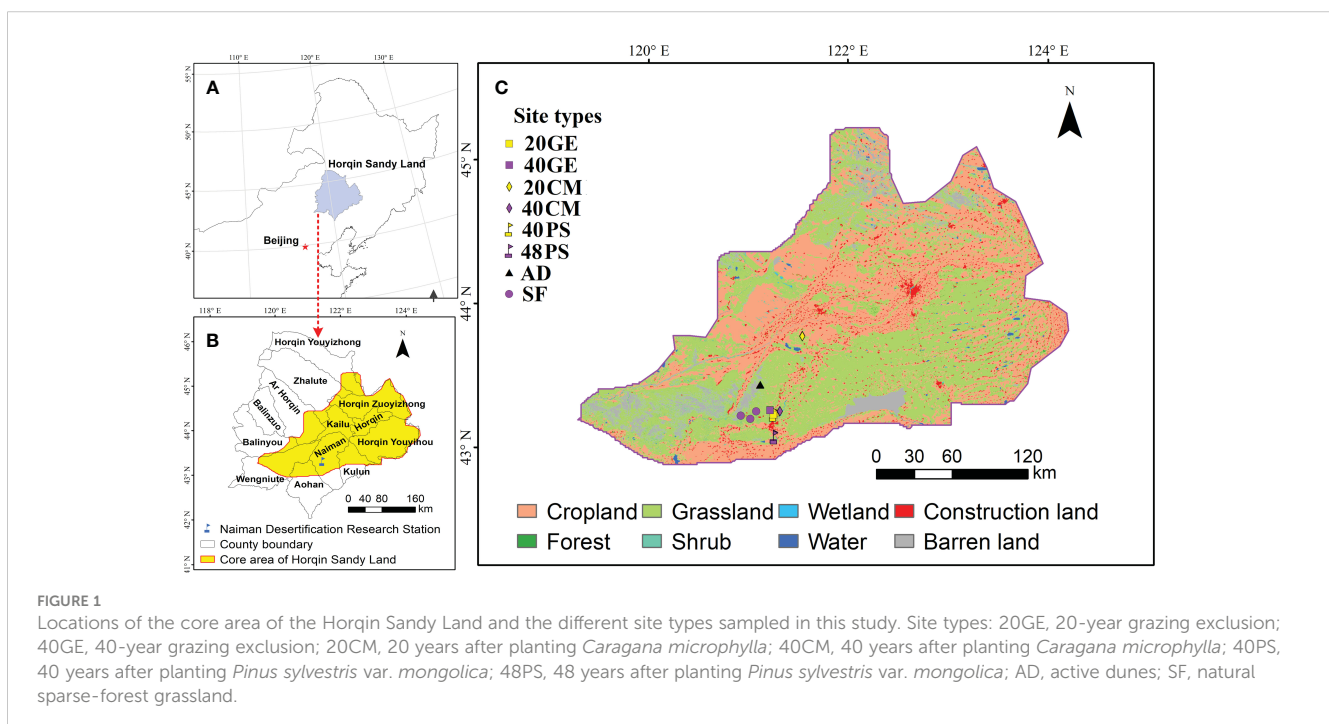 110° E 120° E 130° E
55° N
50° N
45° N
40° N
A
Horqin Sandy Land
Beijing
118° E 120° E 122° E 124° E
46° N
45° N
44° N
43° N
42° N
41° N
B
N
Horqin Youyizhong
Zhalute
Ar Horqin
Balinzuo
Balinyou
Horqin Zuoyizhong
Kailu
Horqin
Naiman
Horqin Youyihou
Wengniute
Aohan
Kulun
0 40 80 160
km
Naiman Desertification Research Station
County boundary
Core area of Horqin Sandy Land
120° E 122° E 124° E
45° N
44° N
43° N
C
N
Site types
20GE
40GE
20CM
40CM
40PS
48PS
AD
SF
0 30 60 120
km
Cropland Grassland Wetland Construction land
Forest Shrub Water Barren land
FIGURE 1
Locations of the core area of the Horqin Sandy Land and the different site types sampled in this study. Site types: 20GE, 20-year grazing exclusion;
40GE, 40-year grazing exclusion; 20CM, 20 years after planting Caragana microphylla; 40CM, 40 years after planting Caragana microphylla; 40PS,
40 years after planting Pinus sylvestris var. mongolica; 48PS, 48 years after planting Pinus sylvestris var. mongolica; AD, active dunes; SF, natural
sparse-forest grassland.